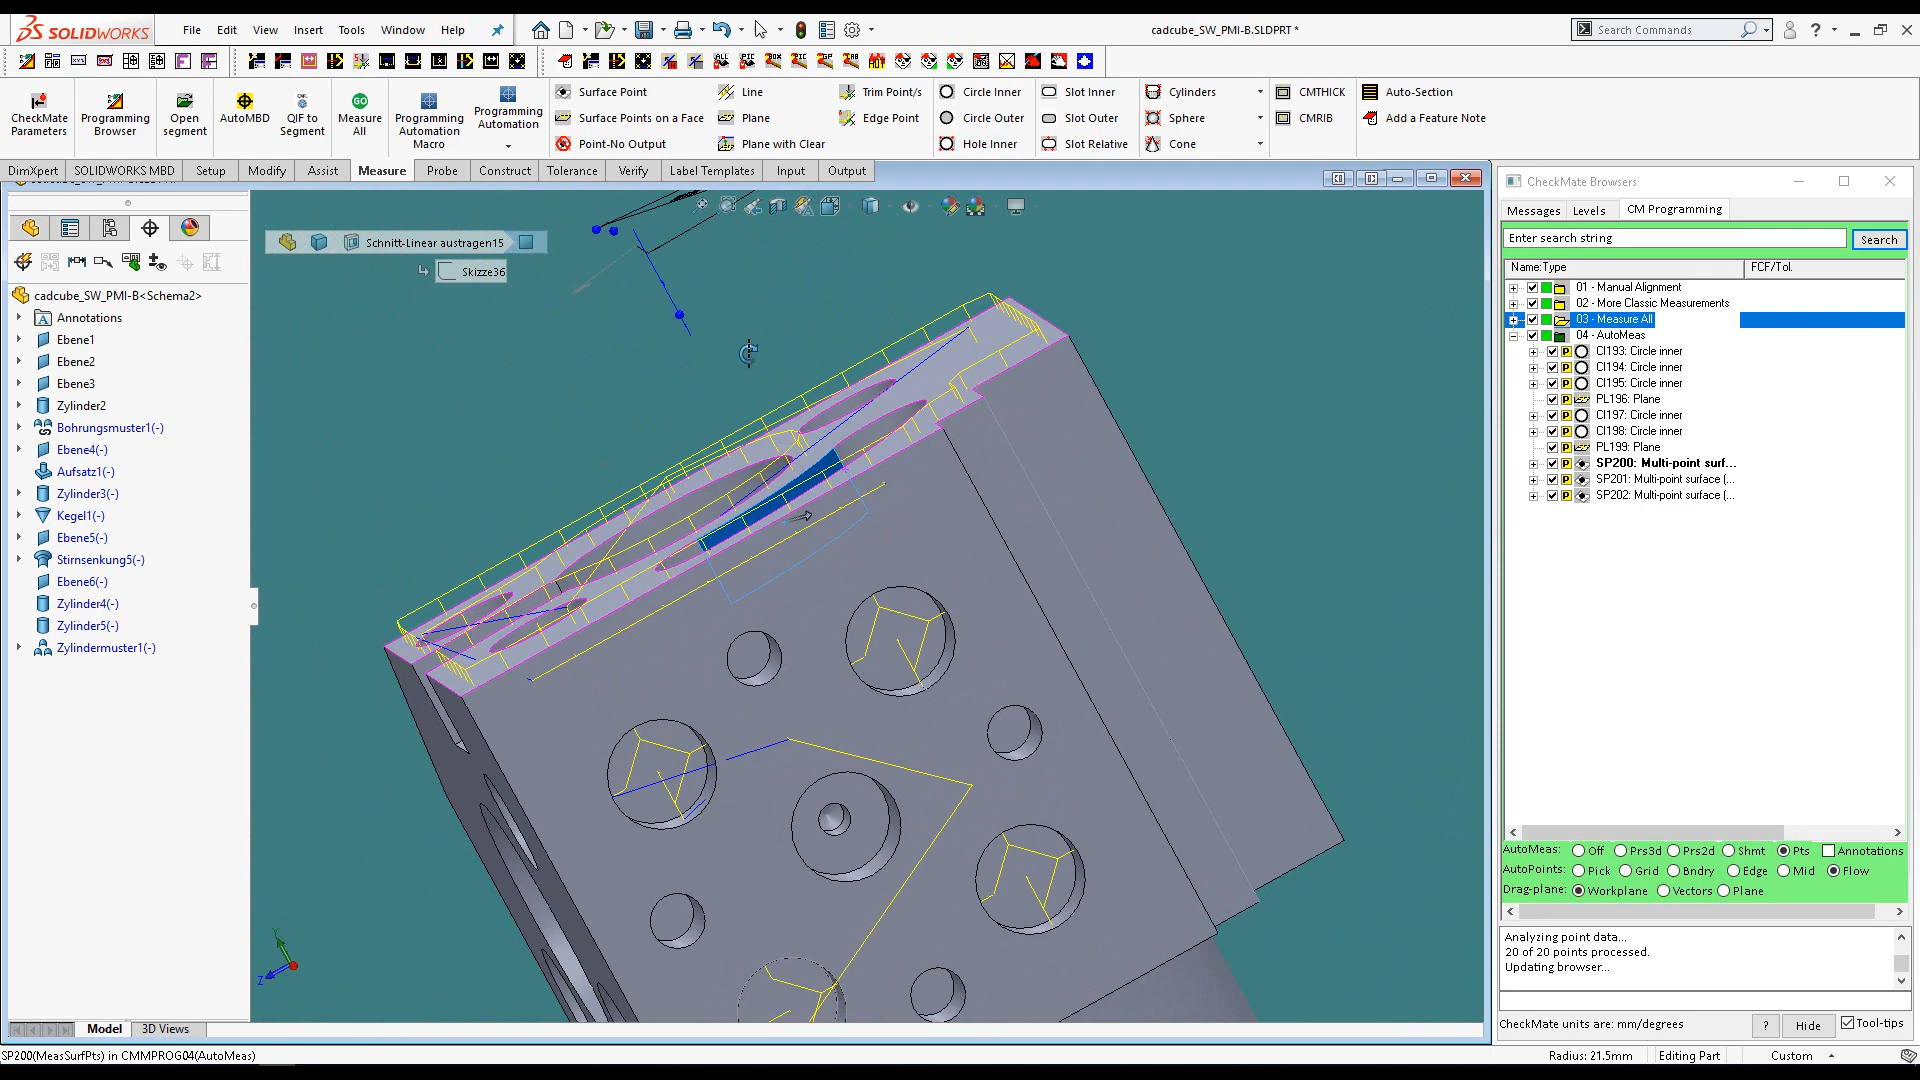 SOLIDWORKS File Edit View Insert Tools Window Help cadcube_SW_PMI-B.SLDPRT * Search Commands
CheckMate Parameters
Programming Browser
Open segment
AutoMBD
QIF to Segment
Measure All
Programming Automation Macro
Programming Automation
Surface Point Line Trim Point/s Circle Inner Slot Inner Cylinders CMTHICK Auto-Section
Surface Points on a Face Plane Edge Point Circle Outer Slot Outer Sphere CMRIB Add a Feature Note
Point-No Output Plane with Clear Hole Inner Slot Relative Cone
DimXpert SOLIDWORKS MBD Setup Modify Assist Measure Probe Construct Tolerance Verify Label Templates Input Output
CheckMate Browsers
Messages Levels CM Programming
Enter search string Search
Name:Type FCF/Tol.
01 - Manual Alignment
02 - More Classic Measurements
03 - Measure All
04 - AutoMeas
CI193: Circle inner
CI194: Circle inner
CI195: Circle inner
PL196: Plane
CI197: Circle inner
CI198: Circle inner
PL199: Plane
SP200: Multi-point surf...
SP201: Multi-point surface (...
SP202: Multi-point surface (...
Schnitt-Linear austragen15
Skizze36
cadcube_SW_PMI-B<Schema2>
Annotations
Ebene1
Ebene2
Ebene3
Zylinder2
Bohrungsmuster1(-)
Ebene4(-)
Aufsatz1(-)
Zylinder3(-)
Kegel1(-)
Ebene5(-)
Stirnsenkung5(-)
Ebene6(-)
Zylinder4(-)
Zylinder5(-)
Zylindermuster1(-)
Y
Z
AutoMeas: Off Prs3d Prs2d Shmt Pts Annotations
AutoPoints: Pick Grid Bndry Edge Mid Flow
Drag-plane: Workplane Vectors Plane
Analyzing point data...
20 of 20 points processed.
Updating browser...
CheckMate units are: mm/degrees ? Hide Tool-tips
Model 3D Views
SP200(MeasSurfPts) in CMMPROG04(AutoMeas) Radius: 21.5mm Editing Part Custom